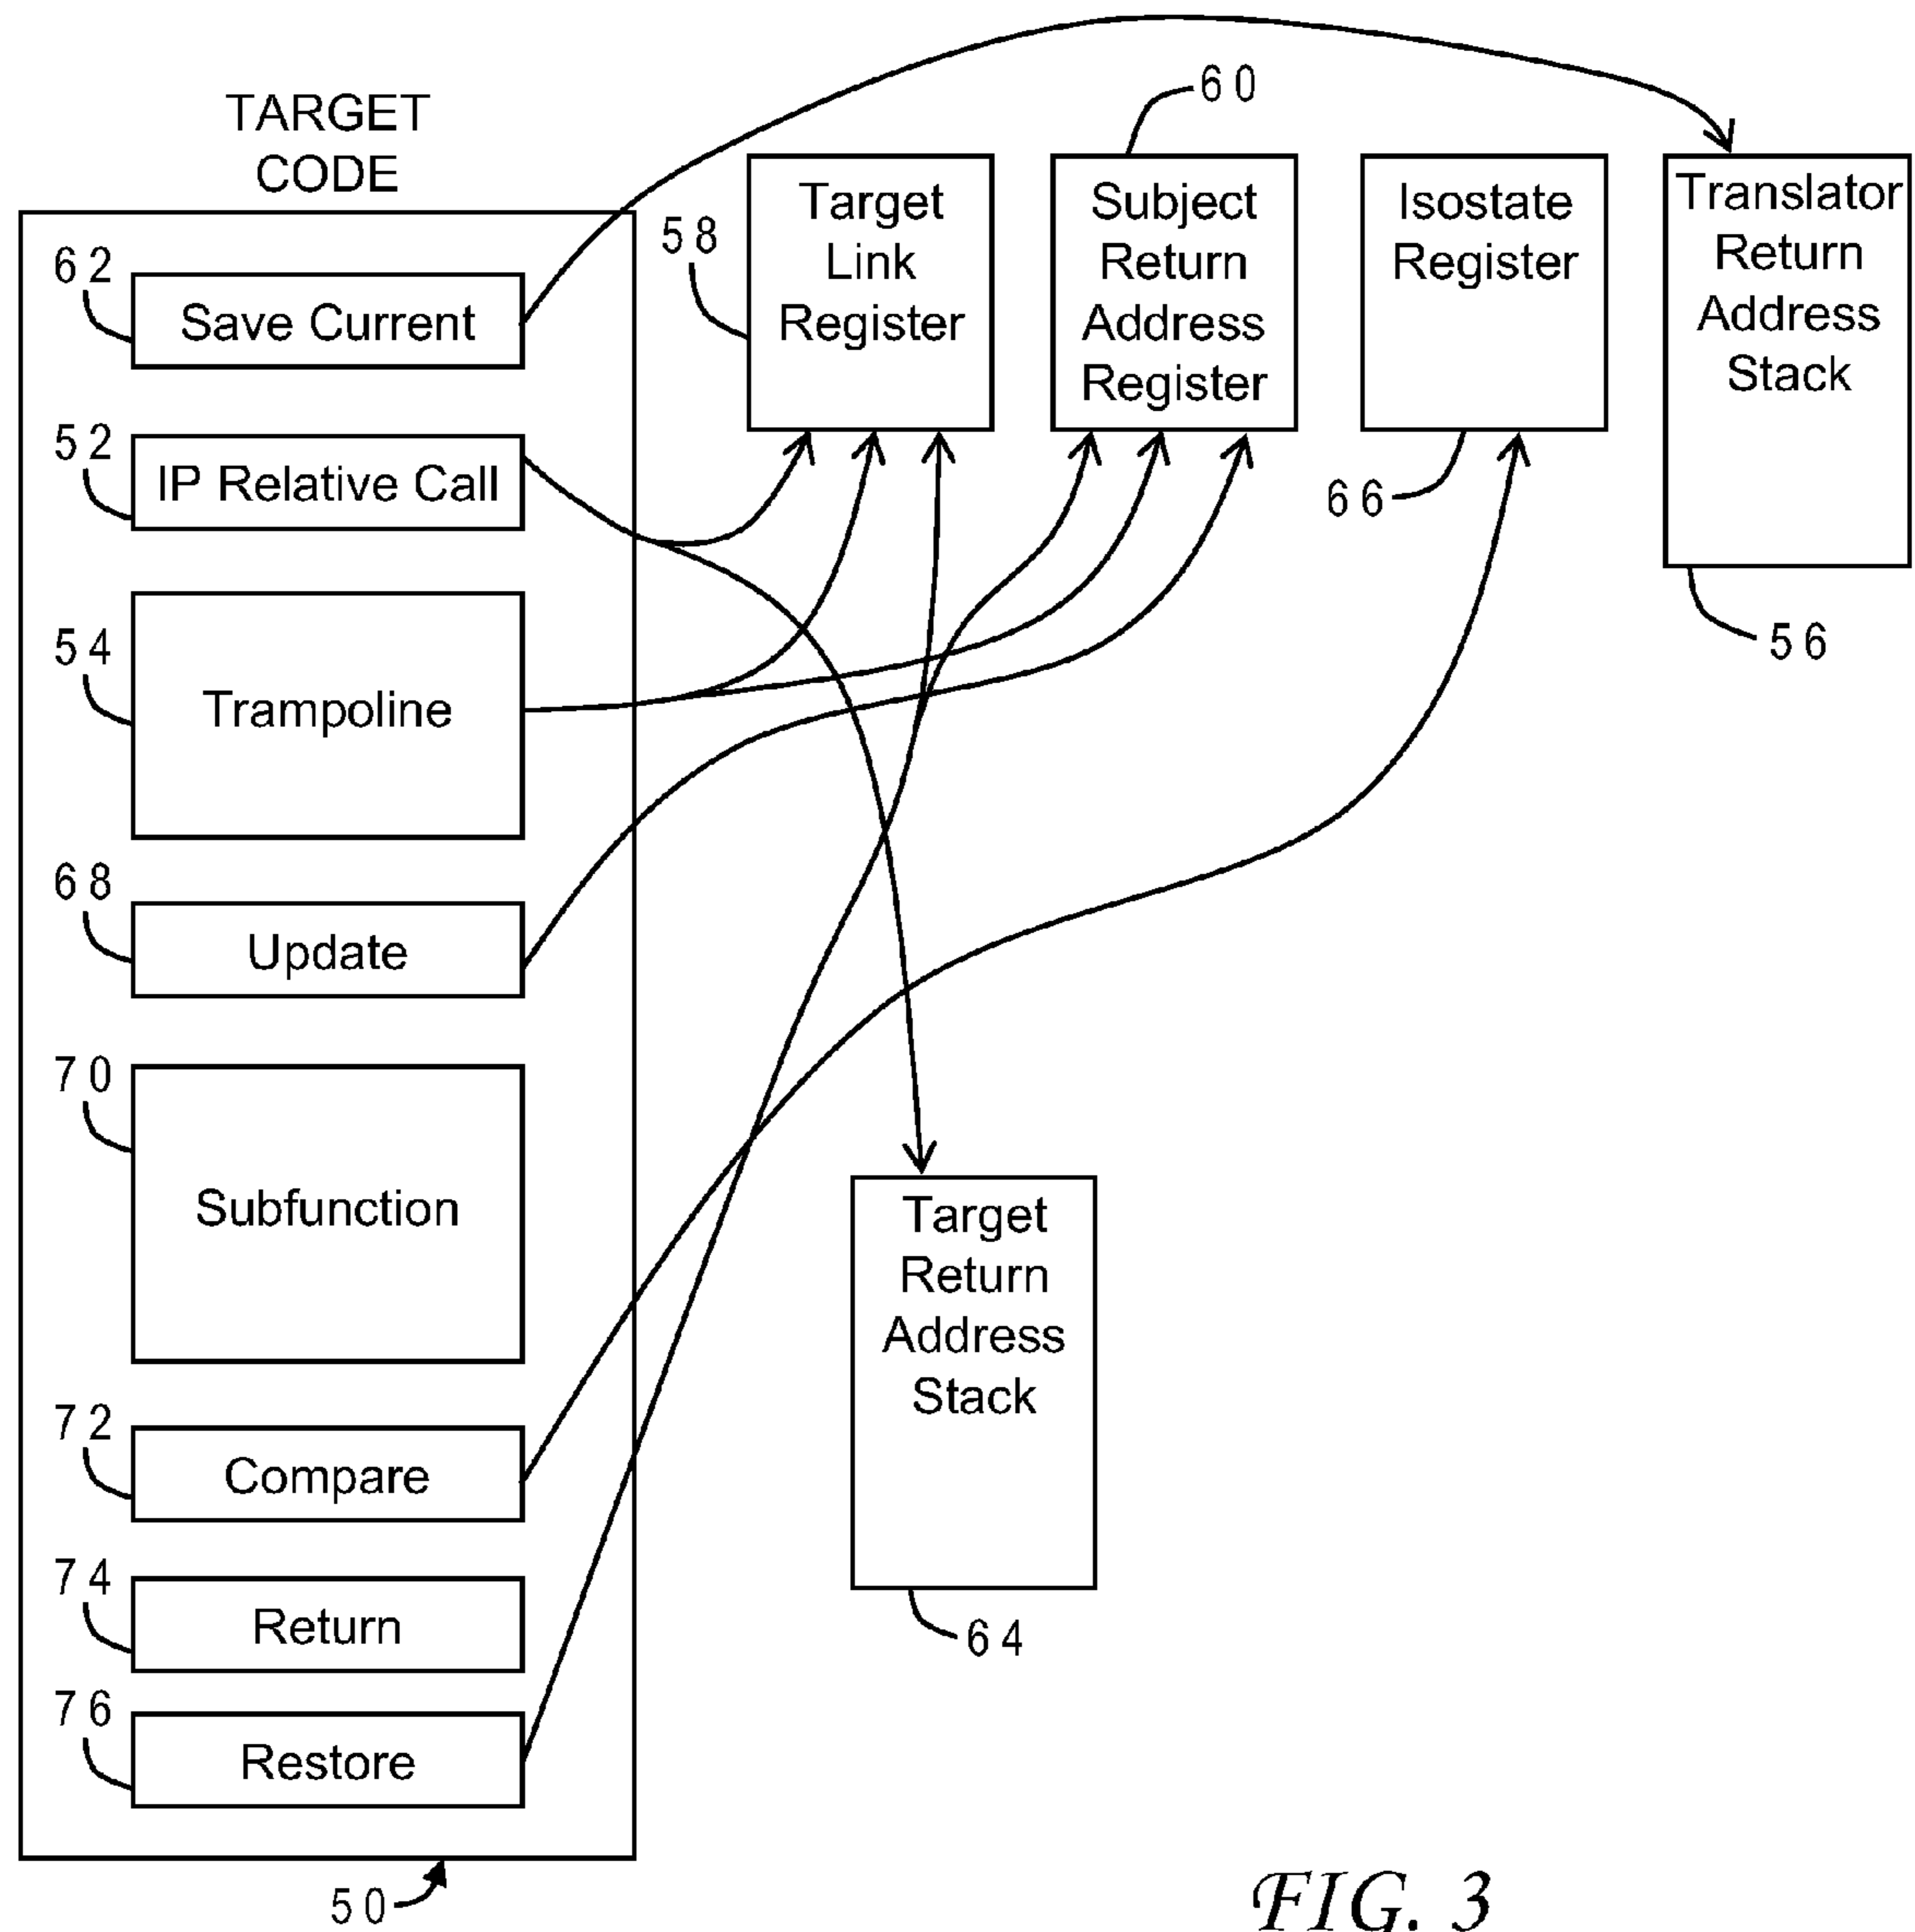 TARGET
CODE
62
Save Current
52
IP Relative Call
54
Trampoline
68
Update
70
Subfunction
72
Compare
74
Return
76
Restore
50
58
Target
Link
Register
60
Subject
Return
Address
Register
Isostate
Register
66
Translator
Return
Address
Stack
56
Target
Return
Address
Stack
64
FIG. 3